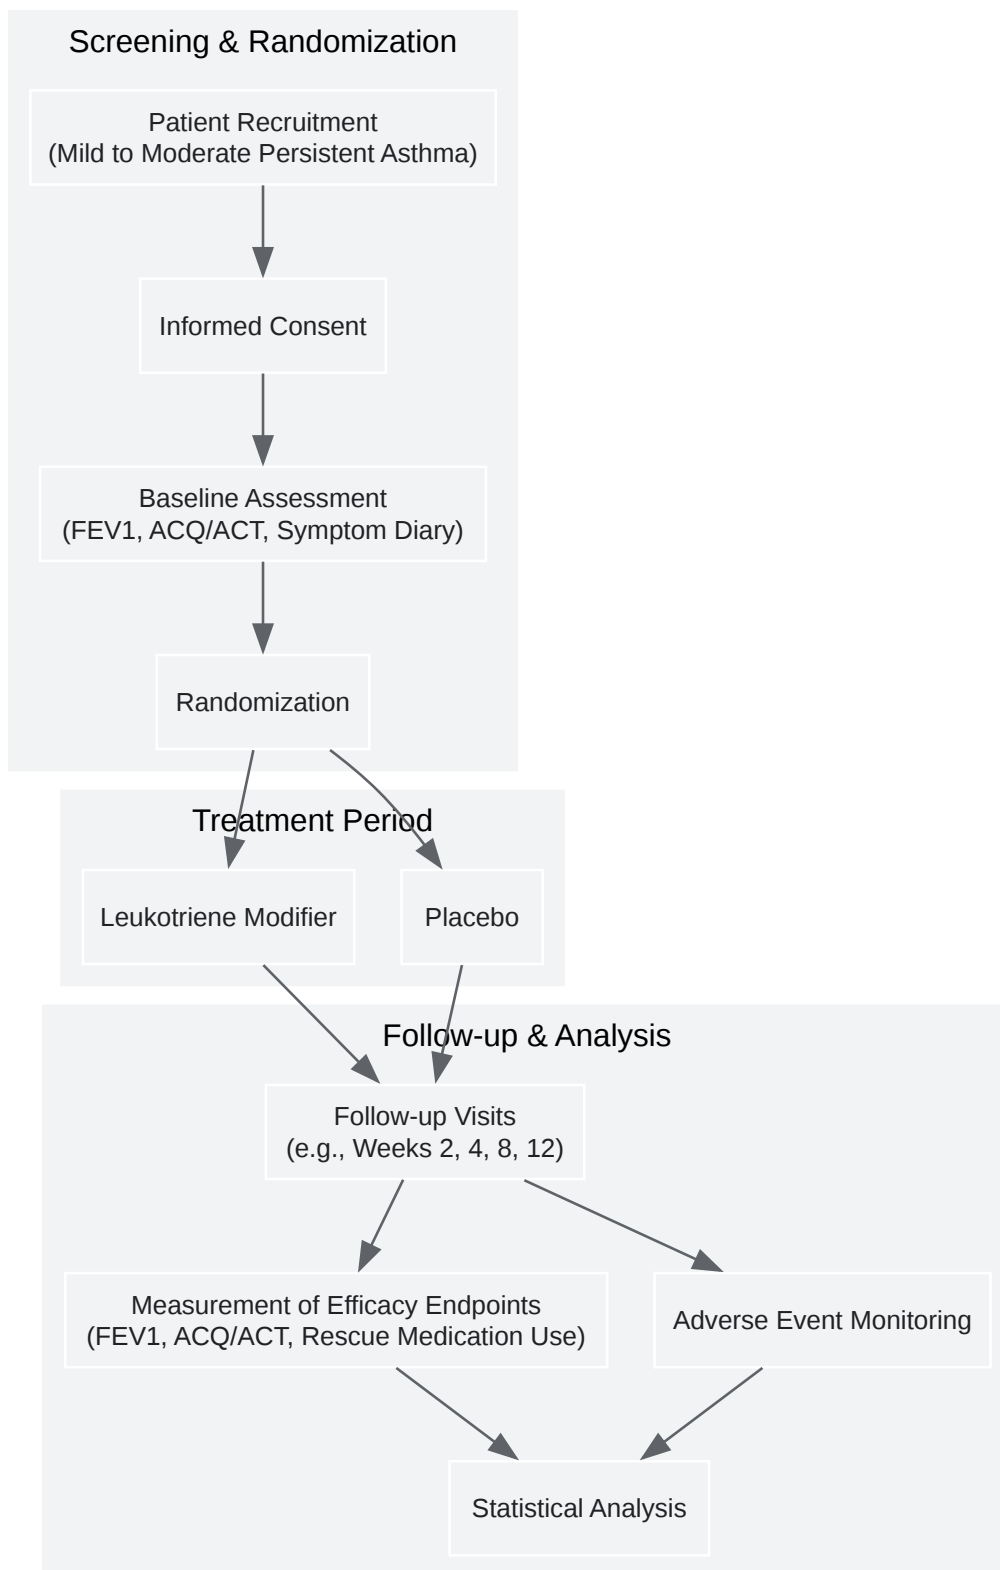 Screening & Randomization
Patient Recruitment
(Mild to Moderate Persistent Asthma)
Informed Consent
Baseline Assessment
(FEV1, ACQ/ACT, Symptom Diary)
Randomization
Treatment Period
Leukotriene Modifier
Placebo
Follow-up & Analysis
Follow-up Visits
(e.g., Weeks 2, 4, 8, 12)
Measurement of Efficacy Endpoints
(FEV1, ACQ/ACT, Rescue Medication Use)
Adverse Event Monitoring
Statistical Analysis